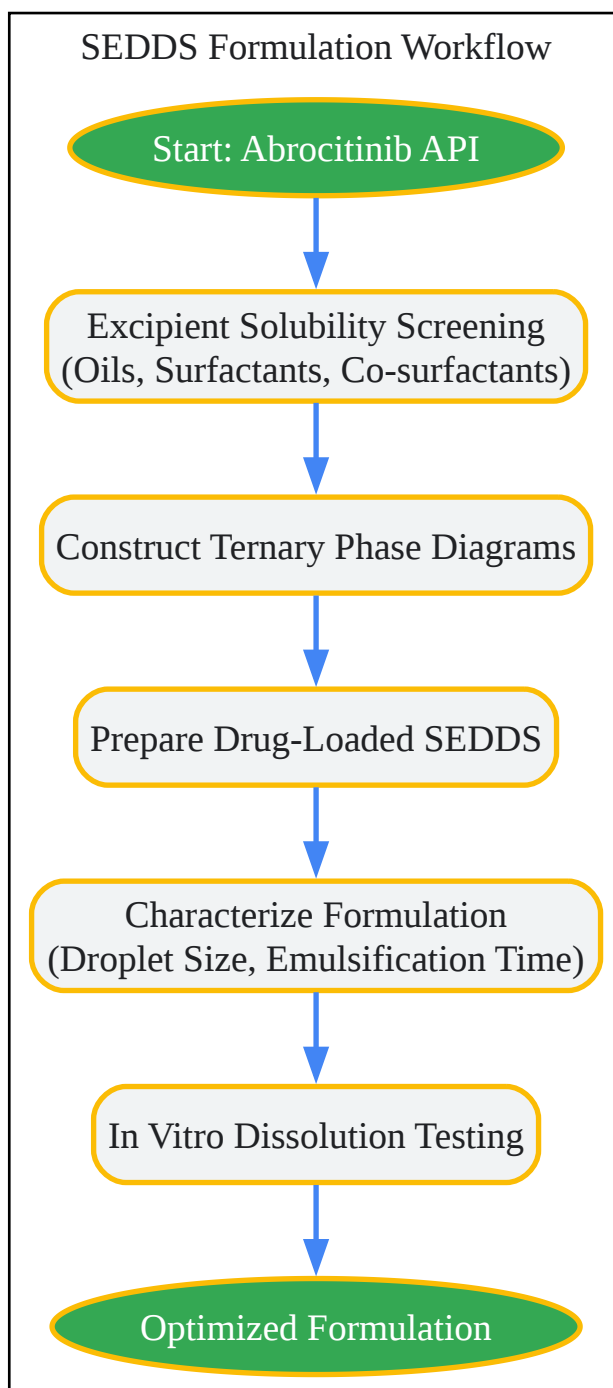 SEDDS Formulation Workflow
Start: Abrocitinib API
Excipient Solubility Screening
(Oils, Surfactants, Co-surfactants)
Construct Ternary Phase Diagrams
Prepare Drug-Loaded SEDDS
Characterize Formulation
(Droplet Size, Emulsification Time)
In Vitro Dissolution Testing
Optimized Formulation